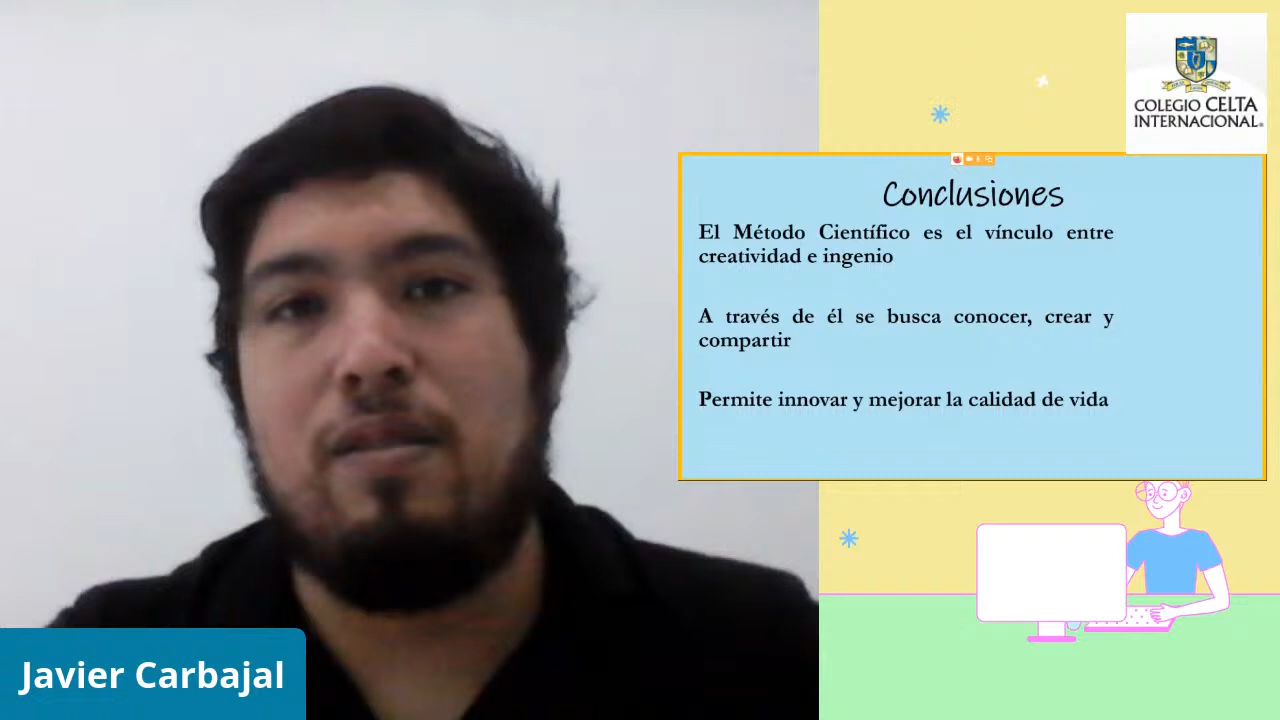 COLEGIO CELTA
INTERNACIONAL
Conclusiones
El Método Científico es el vínculo entre
creatividad e ingenio
A través de él se busca conocer, crear y
compartir
Permite innovar y mejorar la calidad de vida
Javier Carbajal